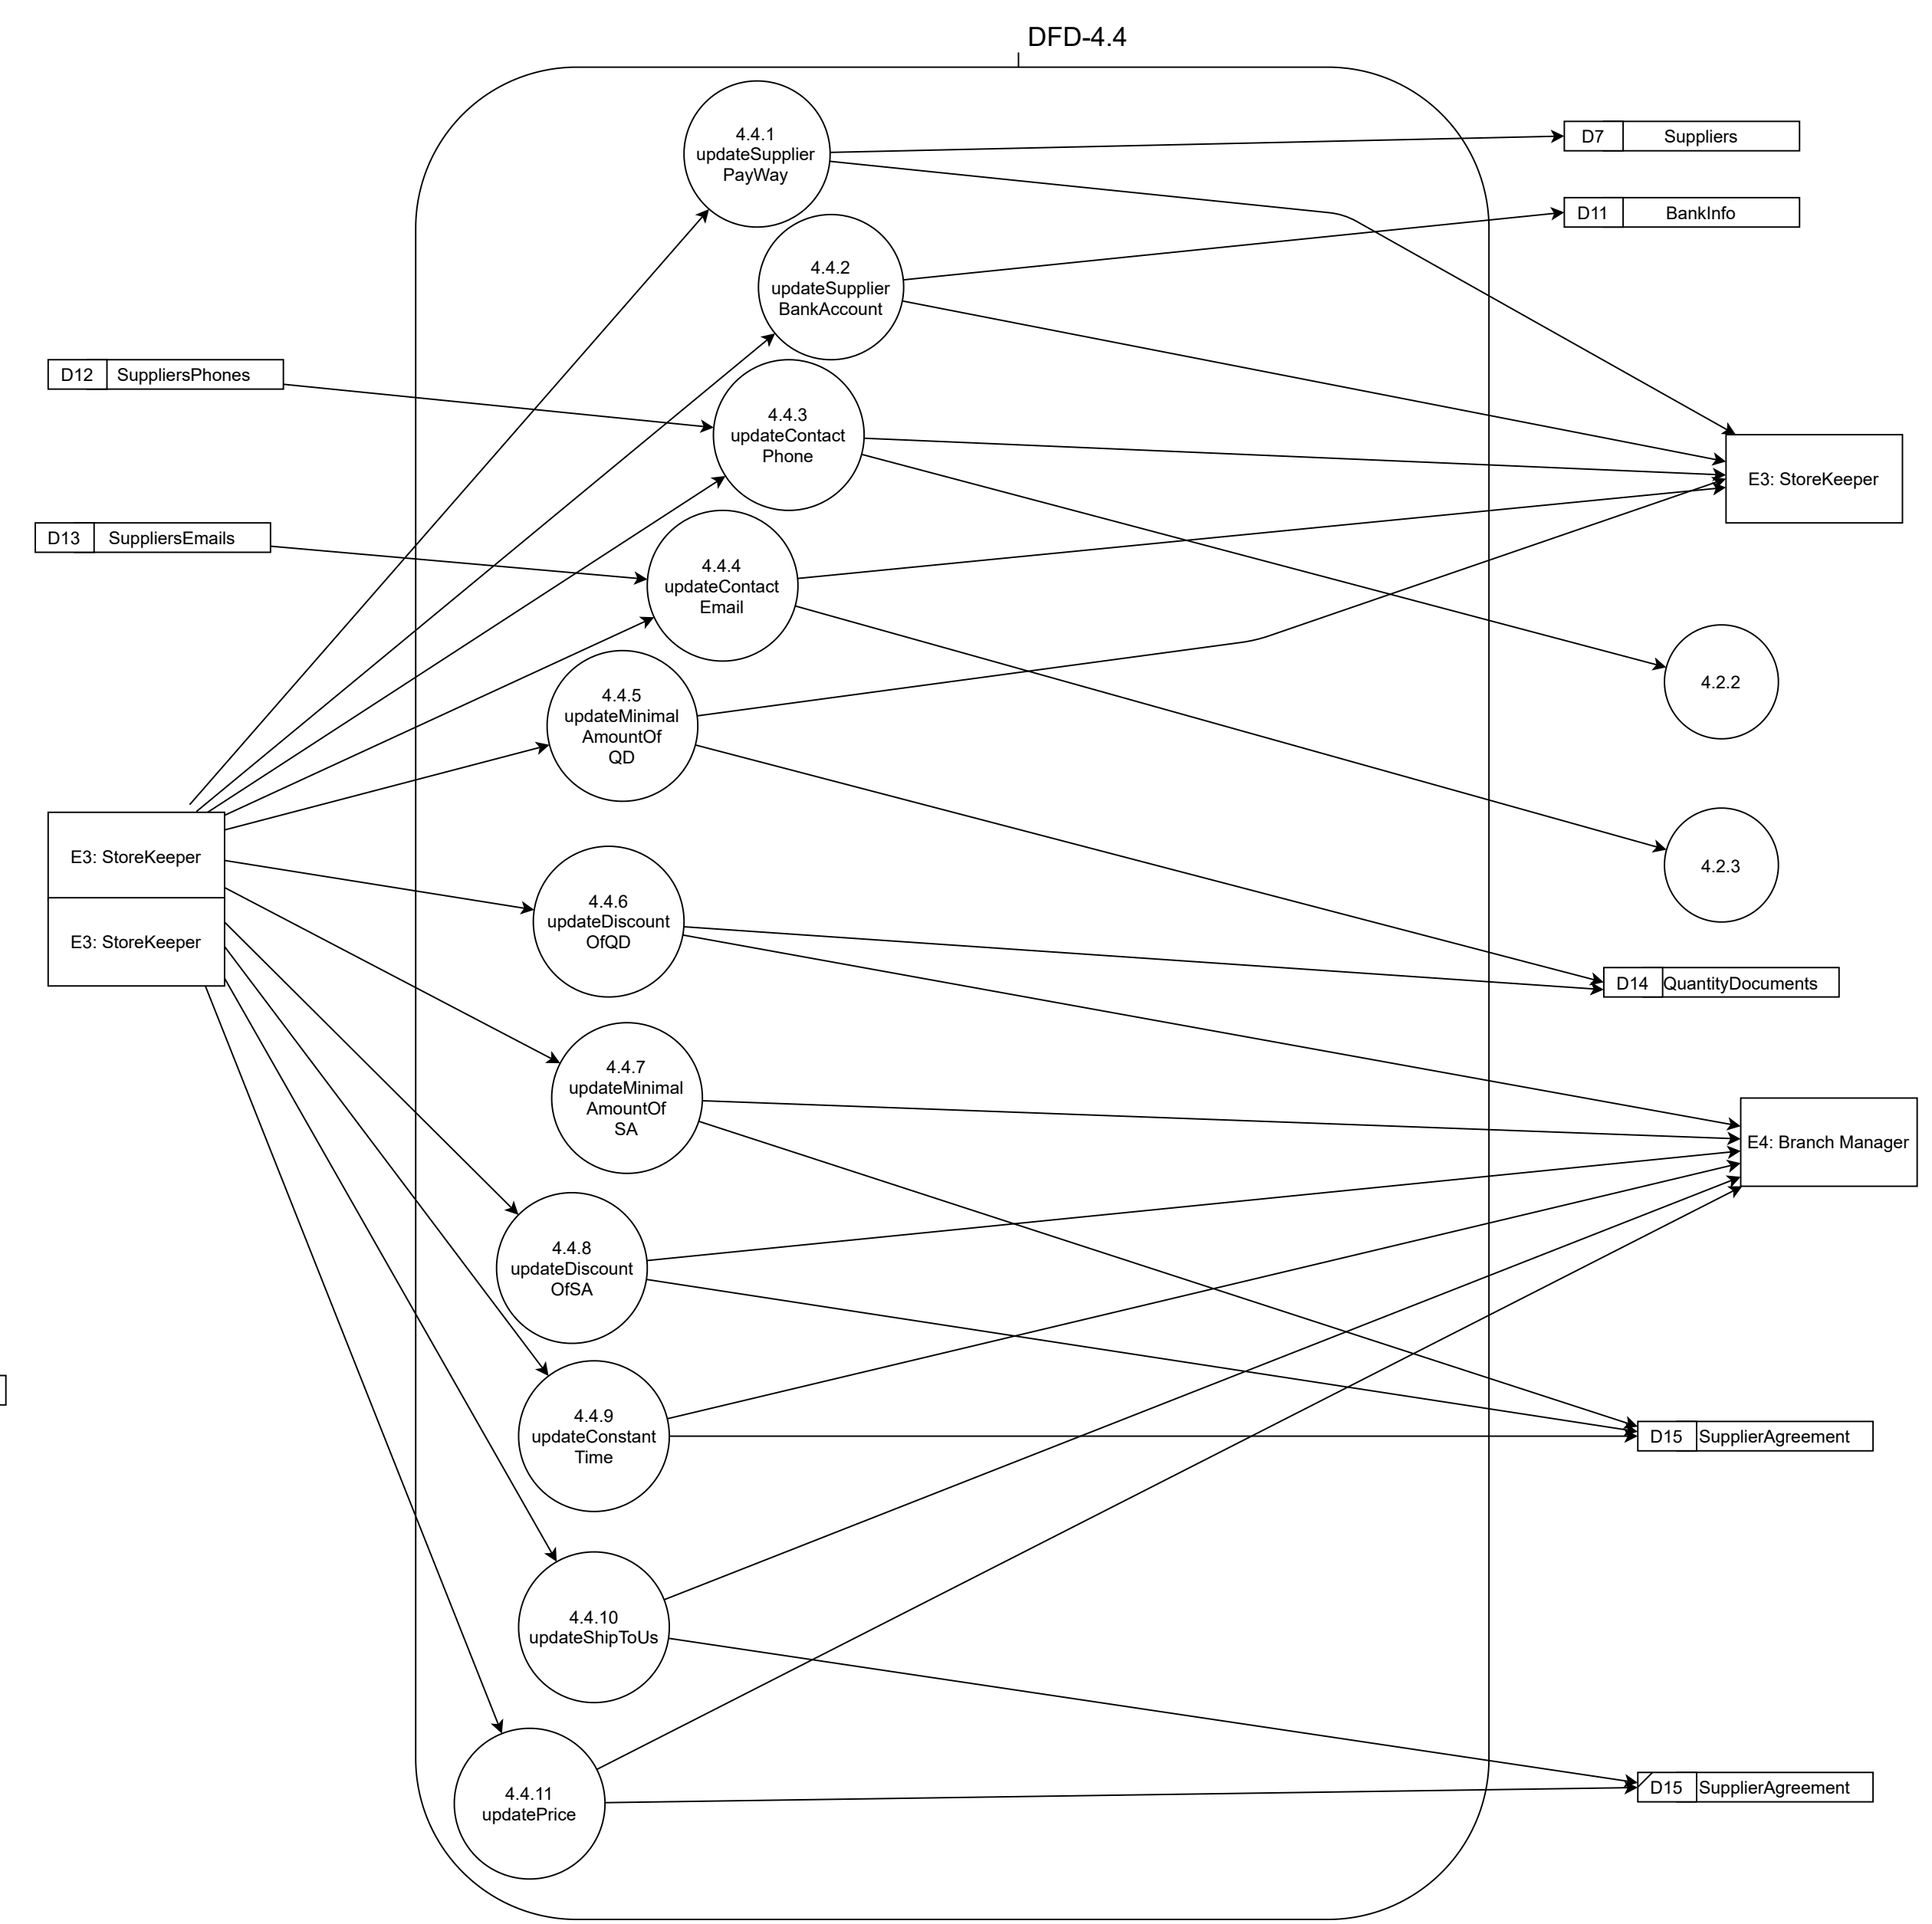 DFD-4.4
4.4.1
updateSupplier
PayWay
D7
Suppliers
D11
BankInfo
4.4.2
updateSupplier
BankAccount
D12
SuppliersPhones
4.4.3
updateContact
Phone
E3: StoreKeeper
D13
SuppliersEmails
4.4.4
updateContact
Email
4.2.2
4.4.5
updateMinimal
AmountOf
QD
E3: StoreKeeper
4.2.3
E3: StoreKeeper
4.4.6
updateDiscount
OfQD
D14
QuantityDocuments
4.4.7
updateMinimal
AmountOf
SA
E4: Branch Manager
4.4.8
updateDiscount
OfSA
4.4.9
updateConstant
Time
D15
SupplierAgreement
4.4.10
updateShipToUs
4.4.11
updatePrice
D15
SupplierAgreement